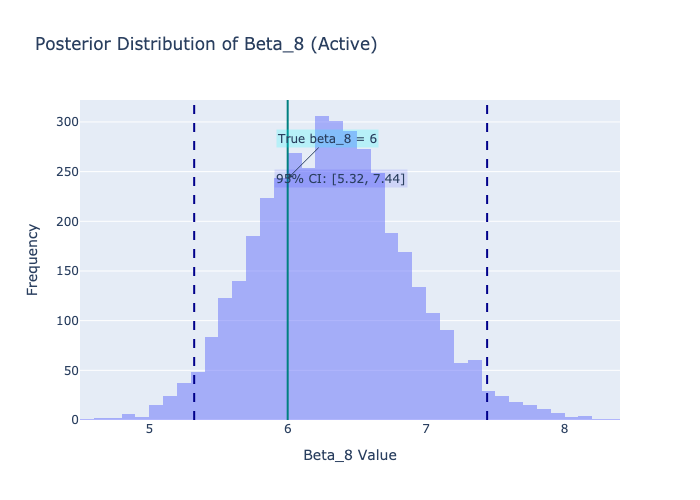 Posterior Distribution of Beta_8 (Active)
300
250
200
150
100
50
0
True beta_8 = 6
95% CI: [5.32, 7.44]
Frequency
5
6
7
8
Beta_8 Value